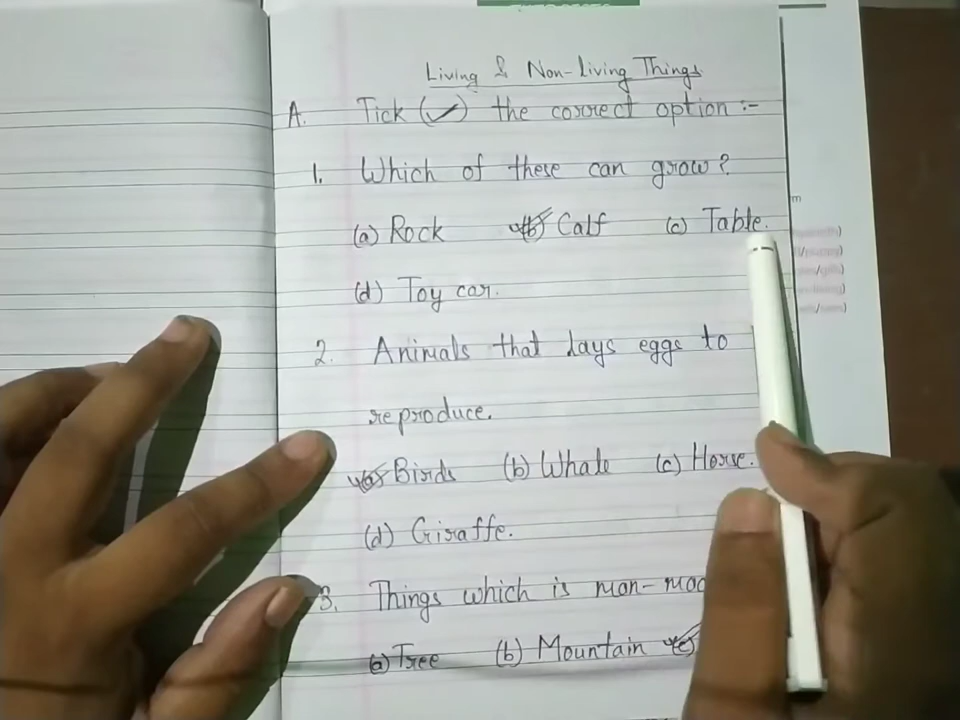 Living & Non-living Things
A. Tick (✓) the correct option :-
1. Which of these can grow?
(a) Rock (b) Calf (c) Table.
(d) Toy car.
2. Animals that lays eggs to
reproduce.
(a) Birds (b) Whale (c) Horse.
(d) Giraffe.
3. Things which is man-mad
(a) Tree (b) Mountain (c)